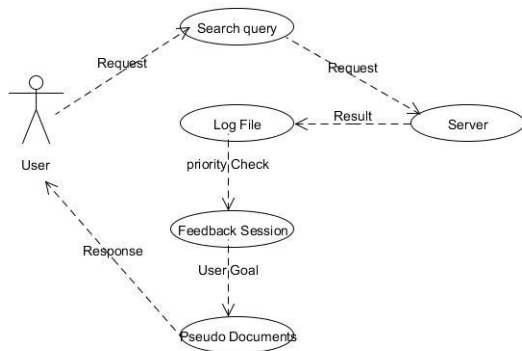 Search query
Request
Request
Log File
Result
Server
User
priority Check
Feedback Session
Response
User Goal
Pseudo Documents